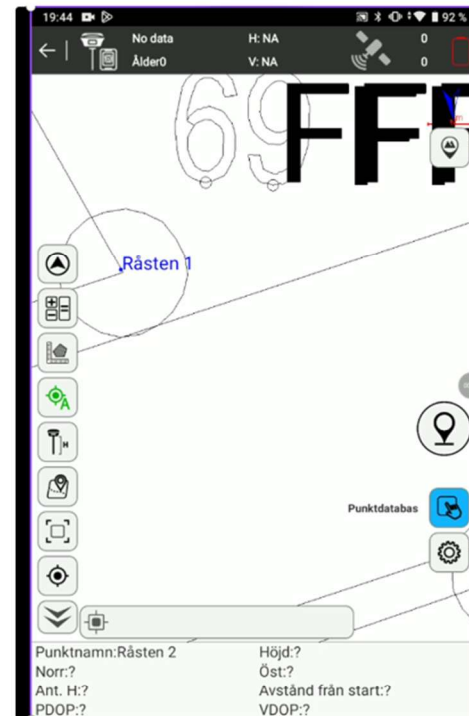 19:44
92 %
No data
H: NA
0
Ålder0
V: NA
0
69
FFF
Råsten 1
A
H
Punktdatabas
Punktnamn:Råsten 2
Höjd:?
Norr:?
Öst:?
Ant. H:?
Avstånd från start:?
PDOP:?
VDOP:?